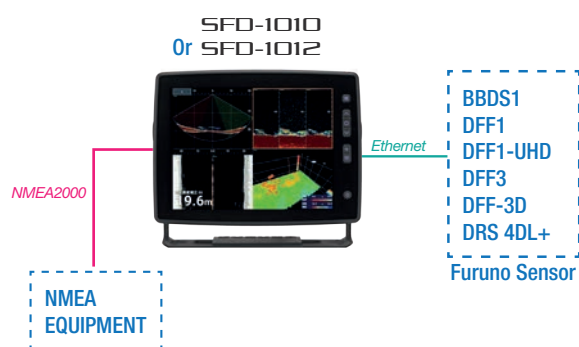 SFD-1010
Or SFD-1012
Ethernet
NMEA2000
9.6m
BBDS1
DFF1
DFF1-UHD
DFF3
DFF-3D
DRS 4DL+
Furuno Sensor
NMEA
EQUIPMENT